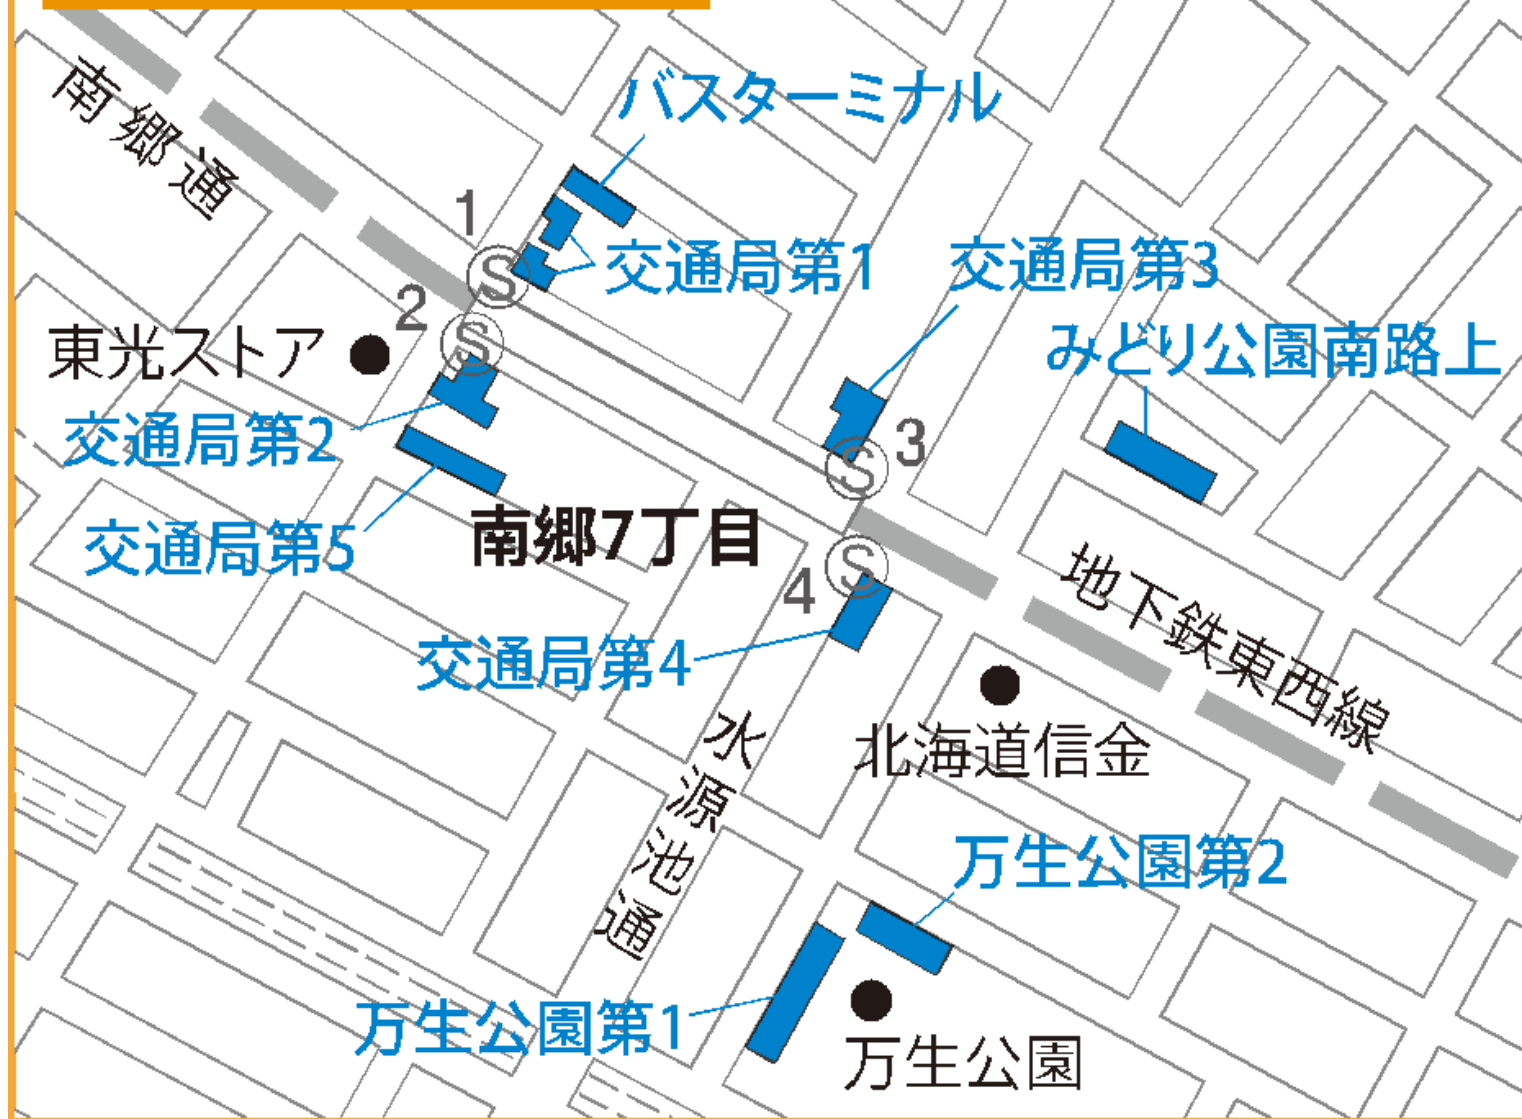 南郷通
バスターミナル
1
S
交通局第1
交通局第3
2
S
東光ストア
みどり公園南路上
交通局第2
3
S
交通局第5
南郷7丁目
S
4
地下鉄東西線
交通局第4
水源池通
北海道信金
万生公園第2
万生公園第1
万生公園